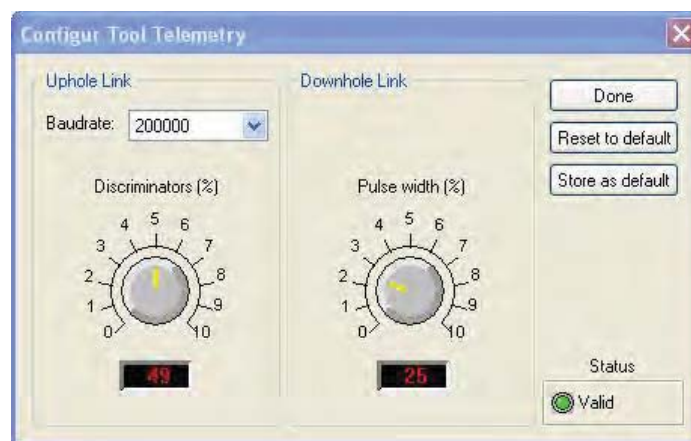 Configur Tool Telemetry
Uphole Link
Baudrate: 200000
Discriminators (%)
0 1 2 3 4 5 6 7 8 9 10
49
Downhole Link
Pulse width (%)
0 1 2 3 4 5 6 7 8 9 10
25
Done
Reset to default
Store as default
Status
Valid